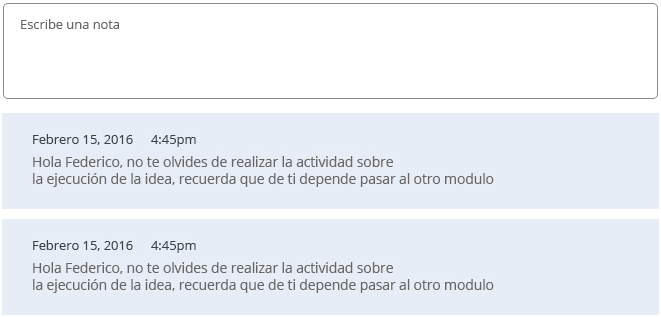 Escribe una nota
Febrero 15, 2016 4:45pm
Hola Federico, no te olvides de realizar la actividad sobre
la ejecución de la idea, recuerda que de ti depende pasar al otro modulo
Febrero 15, 2016 4:45pm
Hola Federico, no te olvides de realizar la actividad sobre
la ejecución de la idea, recuerda que de ti depende pasar al otro modulo